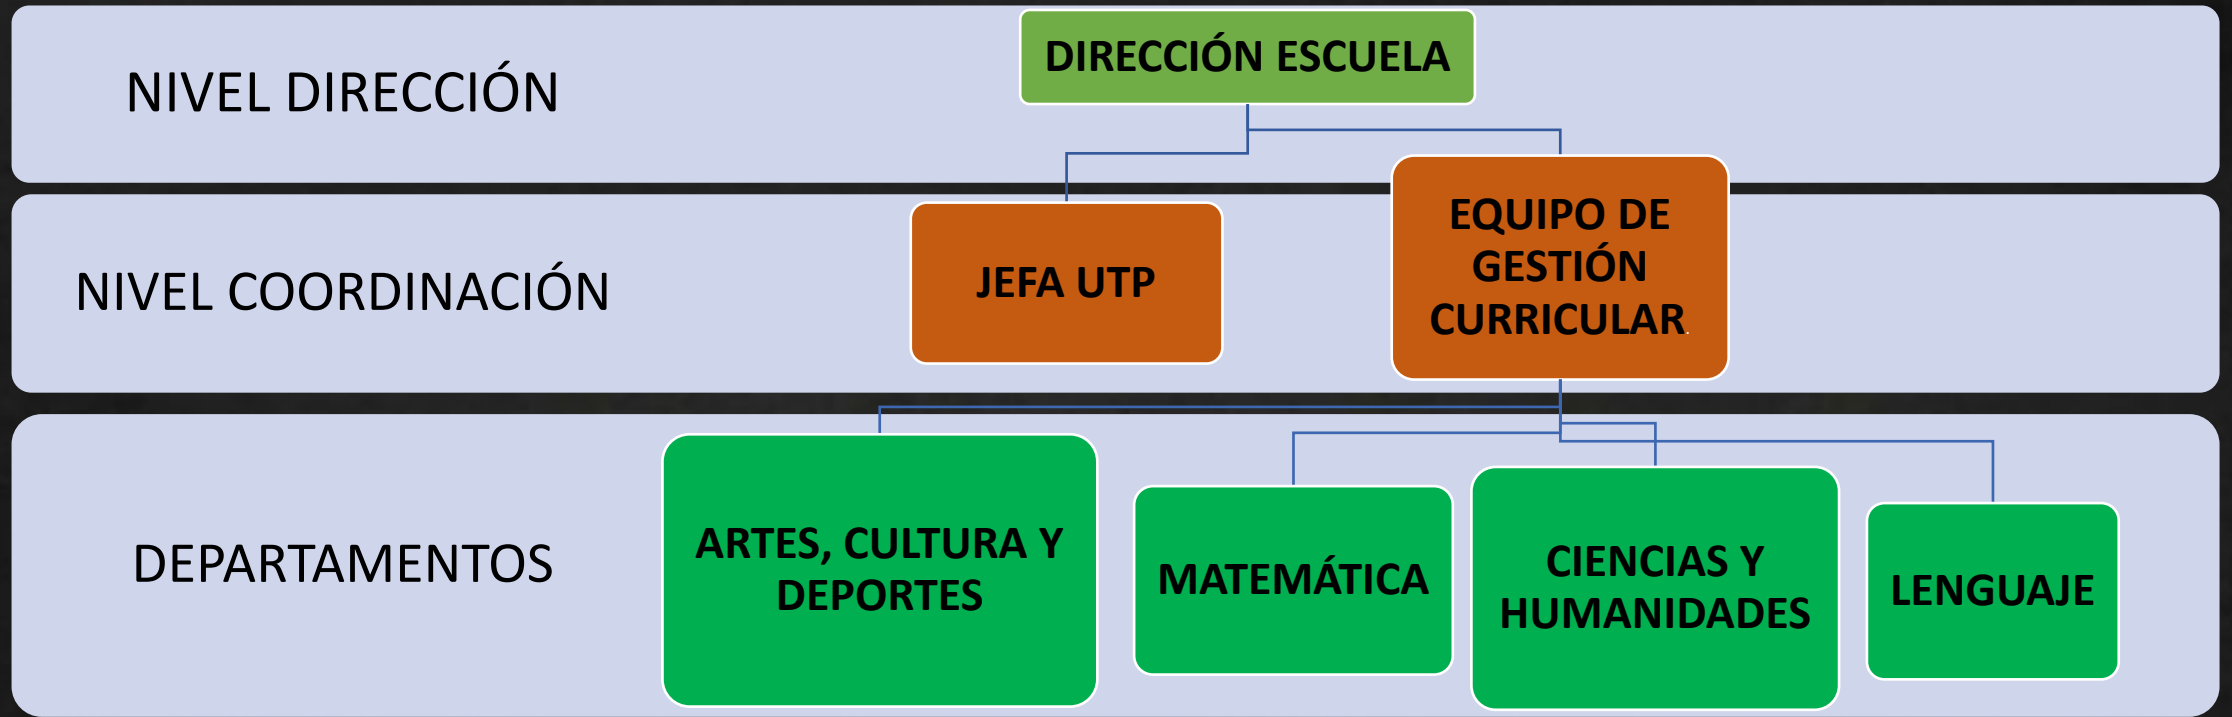 NIVEL DIRECCIÓN
DIRECCIÓN ESCUELA
NIVEL COORDINACIÓN
JEFA UTP
EQUIPO DE
GESTIÓN
CURRICULAR.
DEPARTAMENTOS
ARTES, CULTURA Y
DEPORTES
MATEMÁTICA
CIENCIAS Y
HUMANIDADES
LENGUAJE